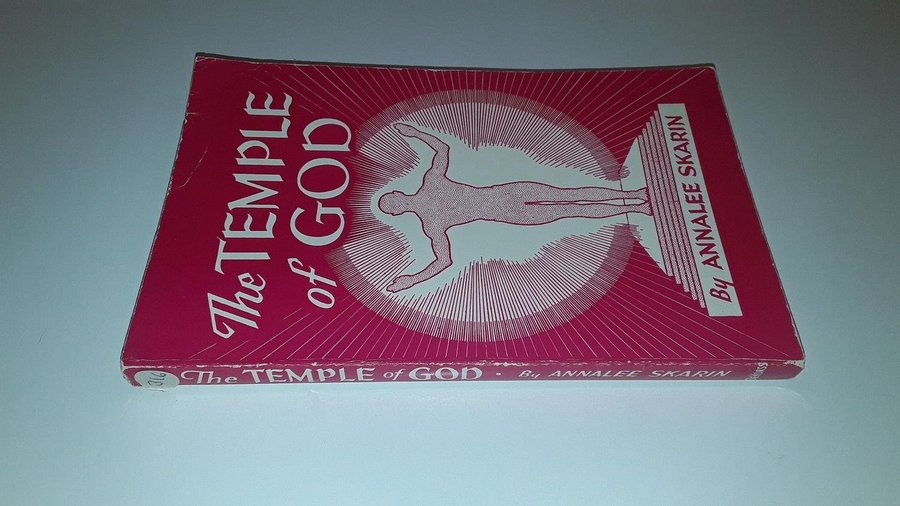 The TEMPLE
of GOD
By ANNALEE SKARIN
The TEMPLE of GOD · By ANNALEE SKARIN